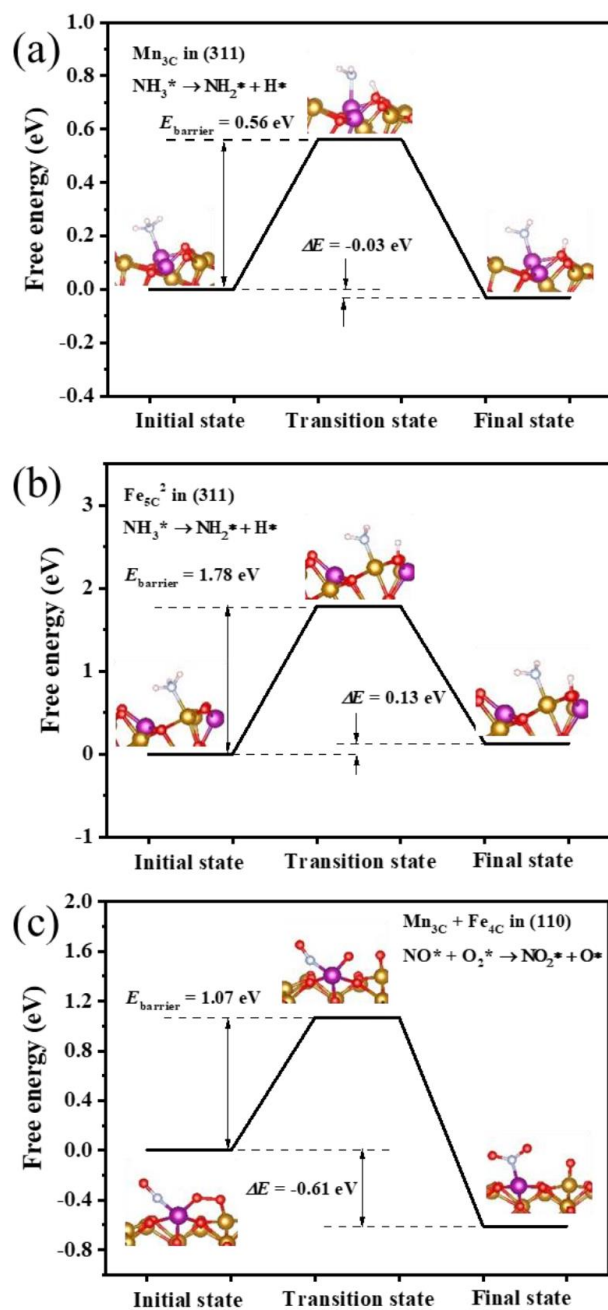 (a)
Mn3C in (311)
NH3* → NH2* + H*
Ebarrier = 0.56 eV
ΔE = -0.03 eV
Free energy (eV)
1.0
0.8
0.6
0.4
0.2
0.0
-0.2
-0.4
Initial state Transition state Final state
(b)
Fe5C2 in (311)
NH3* → NH2* + H*
Ebarrier = 1.78 eV
ΔE = 0.13 eV
Free energy (eV)
3
2
1
0
-1
Initial state Transition state Final state
(c)
Mn3C + Fe4C in (110)
NO* + O2* → NO2* + O*
Ebarrier = 1.07 eV
ΔE = -0.61 eV
Free energy (eV)
2.0
1.6
1.2
0.8
0.4
0.0
-0.4
-0.8
Initial state Transition state Final state